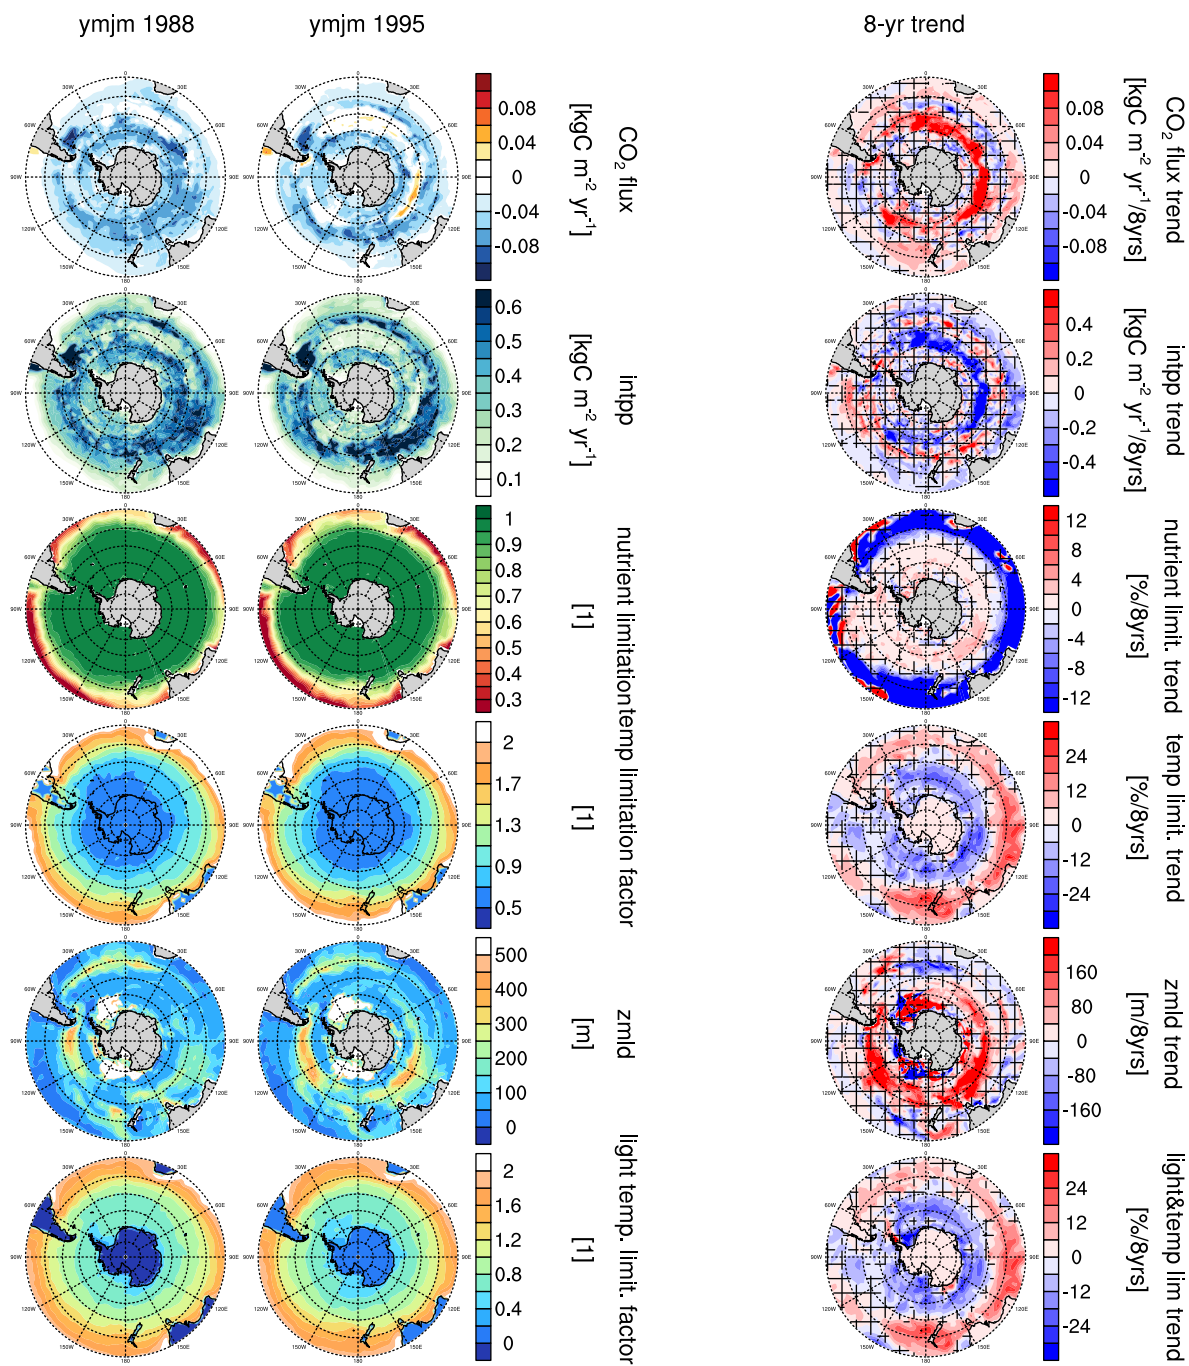 ymjm 1988
ymjm 1995
8-yr trend
0.08
0.04
0
-0.04
-0.08
[kgC m⁻² yr⁻¹]
CO₂ flux
0.08
0.04
0
-0.04
-0.08
[kgC m⁻² yr⁻¹/8yrs]
CO₂ flux trend
0.6
0.5
0.4
0.3
0.2
0.1
[kgC m⁻² yr⁻¹]
intpp
0.4
0.2
0
-0.2
-0.4
[kgC m⁻² yr⁻¹/8yrs]
intpp trend
1
0.9
0.8
0.7
0.6
0.5
0.4
0.3
[1]
nutrient limitation
12
8
4
0
-4
-8
-12
[%/8yrs]
nutrient limit. trend
2
1.7
1.3
0.9
0.5
[1]
temp limitation factor
24
12
0
-12
-24
[%/8yrs]
temp limit. trend
500
400
300
200
100
0
[m]
zmld
160
80
0
-80
-160
[m/8yrs]
zmld trend
2
1.6
1.2
0.8
0.4
0
[1]
light temp. limit. factor
24
12
0
-12
-24
[%/8yrs]
light&temp lim trend